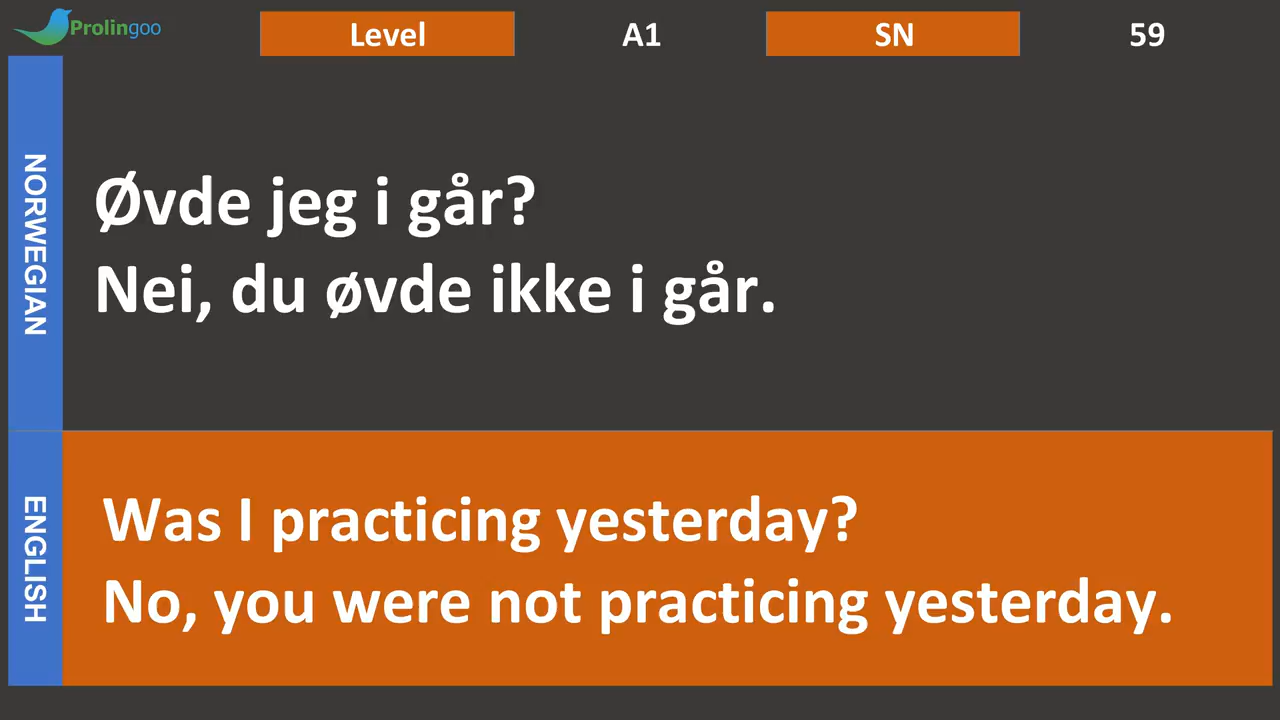 Prolingoo
Level A1 SN 59
NORWEGIAN
Øvde jeg i går?
Nei, du øvde ikke i går.
ENGLISH
Was I practicing yesterday?
No, you were not practicing yesterday.